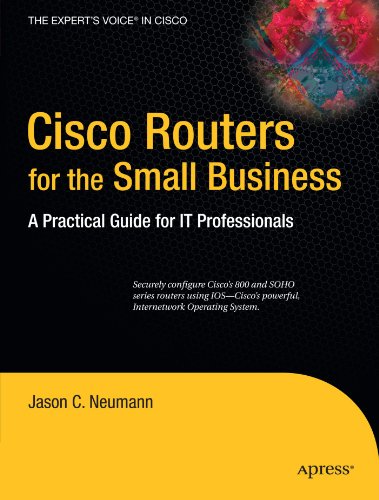 THE EXPERT'S VOICE® IN CISCO
Cisco Routers
for the Small Business
A Practical Guide for IT Professionals
Securely configure Cisco's 800 and SOHO
series routers using IOS—Cisco's powerful,
Internetwork Operating System.
Jason C. Neumann
Apress®